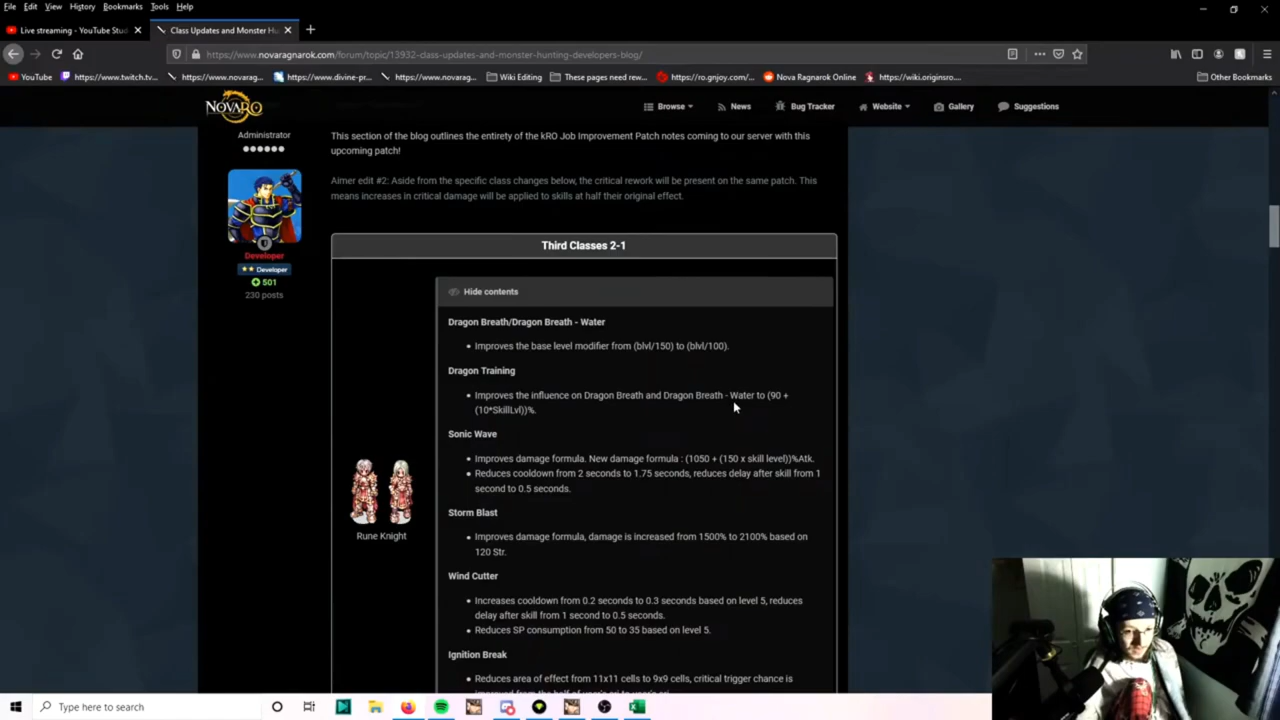 File Edit View History Bookmarks Tools Help
Live streaming - YouTube Stud
Class Updates and Monster Hu
https://www.novaragnarok.com/forum/topic/13932-class-updates-and-monster-hunting-developers-blog/
YouTube https://www.twitch.tv... https://www.novarag... https://www.divine-pr... https://www.novarag... Wiki Editing These pages need rew... https://ro.gnjoy.com/... Nova Ragnarok Online https://wiki.originsro.... Other Bookmarks
NOVARO Browse News Bug Tracker Website Gallery Suggestions
Administrator
Developer
Developer
501
230 posts
This section of the blog outlines the entirety of the kRO Job Improvement Patch notes coming to our server with this
upcoming patch!
Aimer edit #2: Aside from the specific class changes below, the critical rework will be present on the same patch. This
means increases in critical damage will be applied to skills at half their original effect.
Third Classes 2-1
Rune Knight
Hide contents
Dragon Breath/Dragon Breath - Water
Improves the base level modifier from (blvl/150) to (blvl/100).
Dragon Training
Improves the influence on Dragon Breath and Dragon Breath - Water to (90 +
(10*SkillLvl))%.
Sonic Wave
Improves damage formula. New damage formula : (1050 + (150 x skill level))%Atk.
Reduces cooldown from 2 seconds to 1.75 seconds, reduces delay after skill from 1
second to 0.5 seconds.
Storm Blast
Improves damage formula, damage is increased from 1500% to 2100% based on
120 Str.
Wind Cutter
Increases cooldown from 0.2 seconds to 0.3 seconds based on level 5, reduces
delay after skill from 1 second to 0.5 seconds.
Reduces SP consumption from 50 to 35 based on level 5.
Ignition Break
Reduces area of effect from 11x11 cells to 9x9 cells, critical trigger chance is
Type here to search